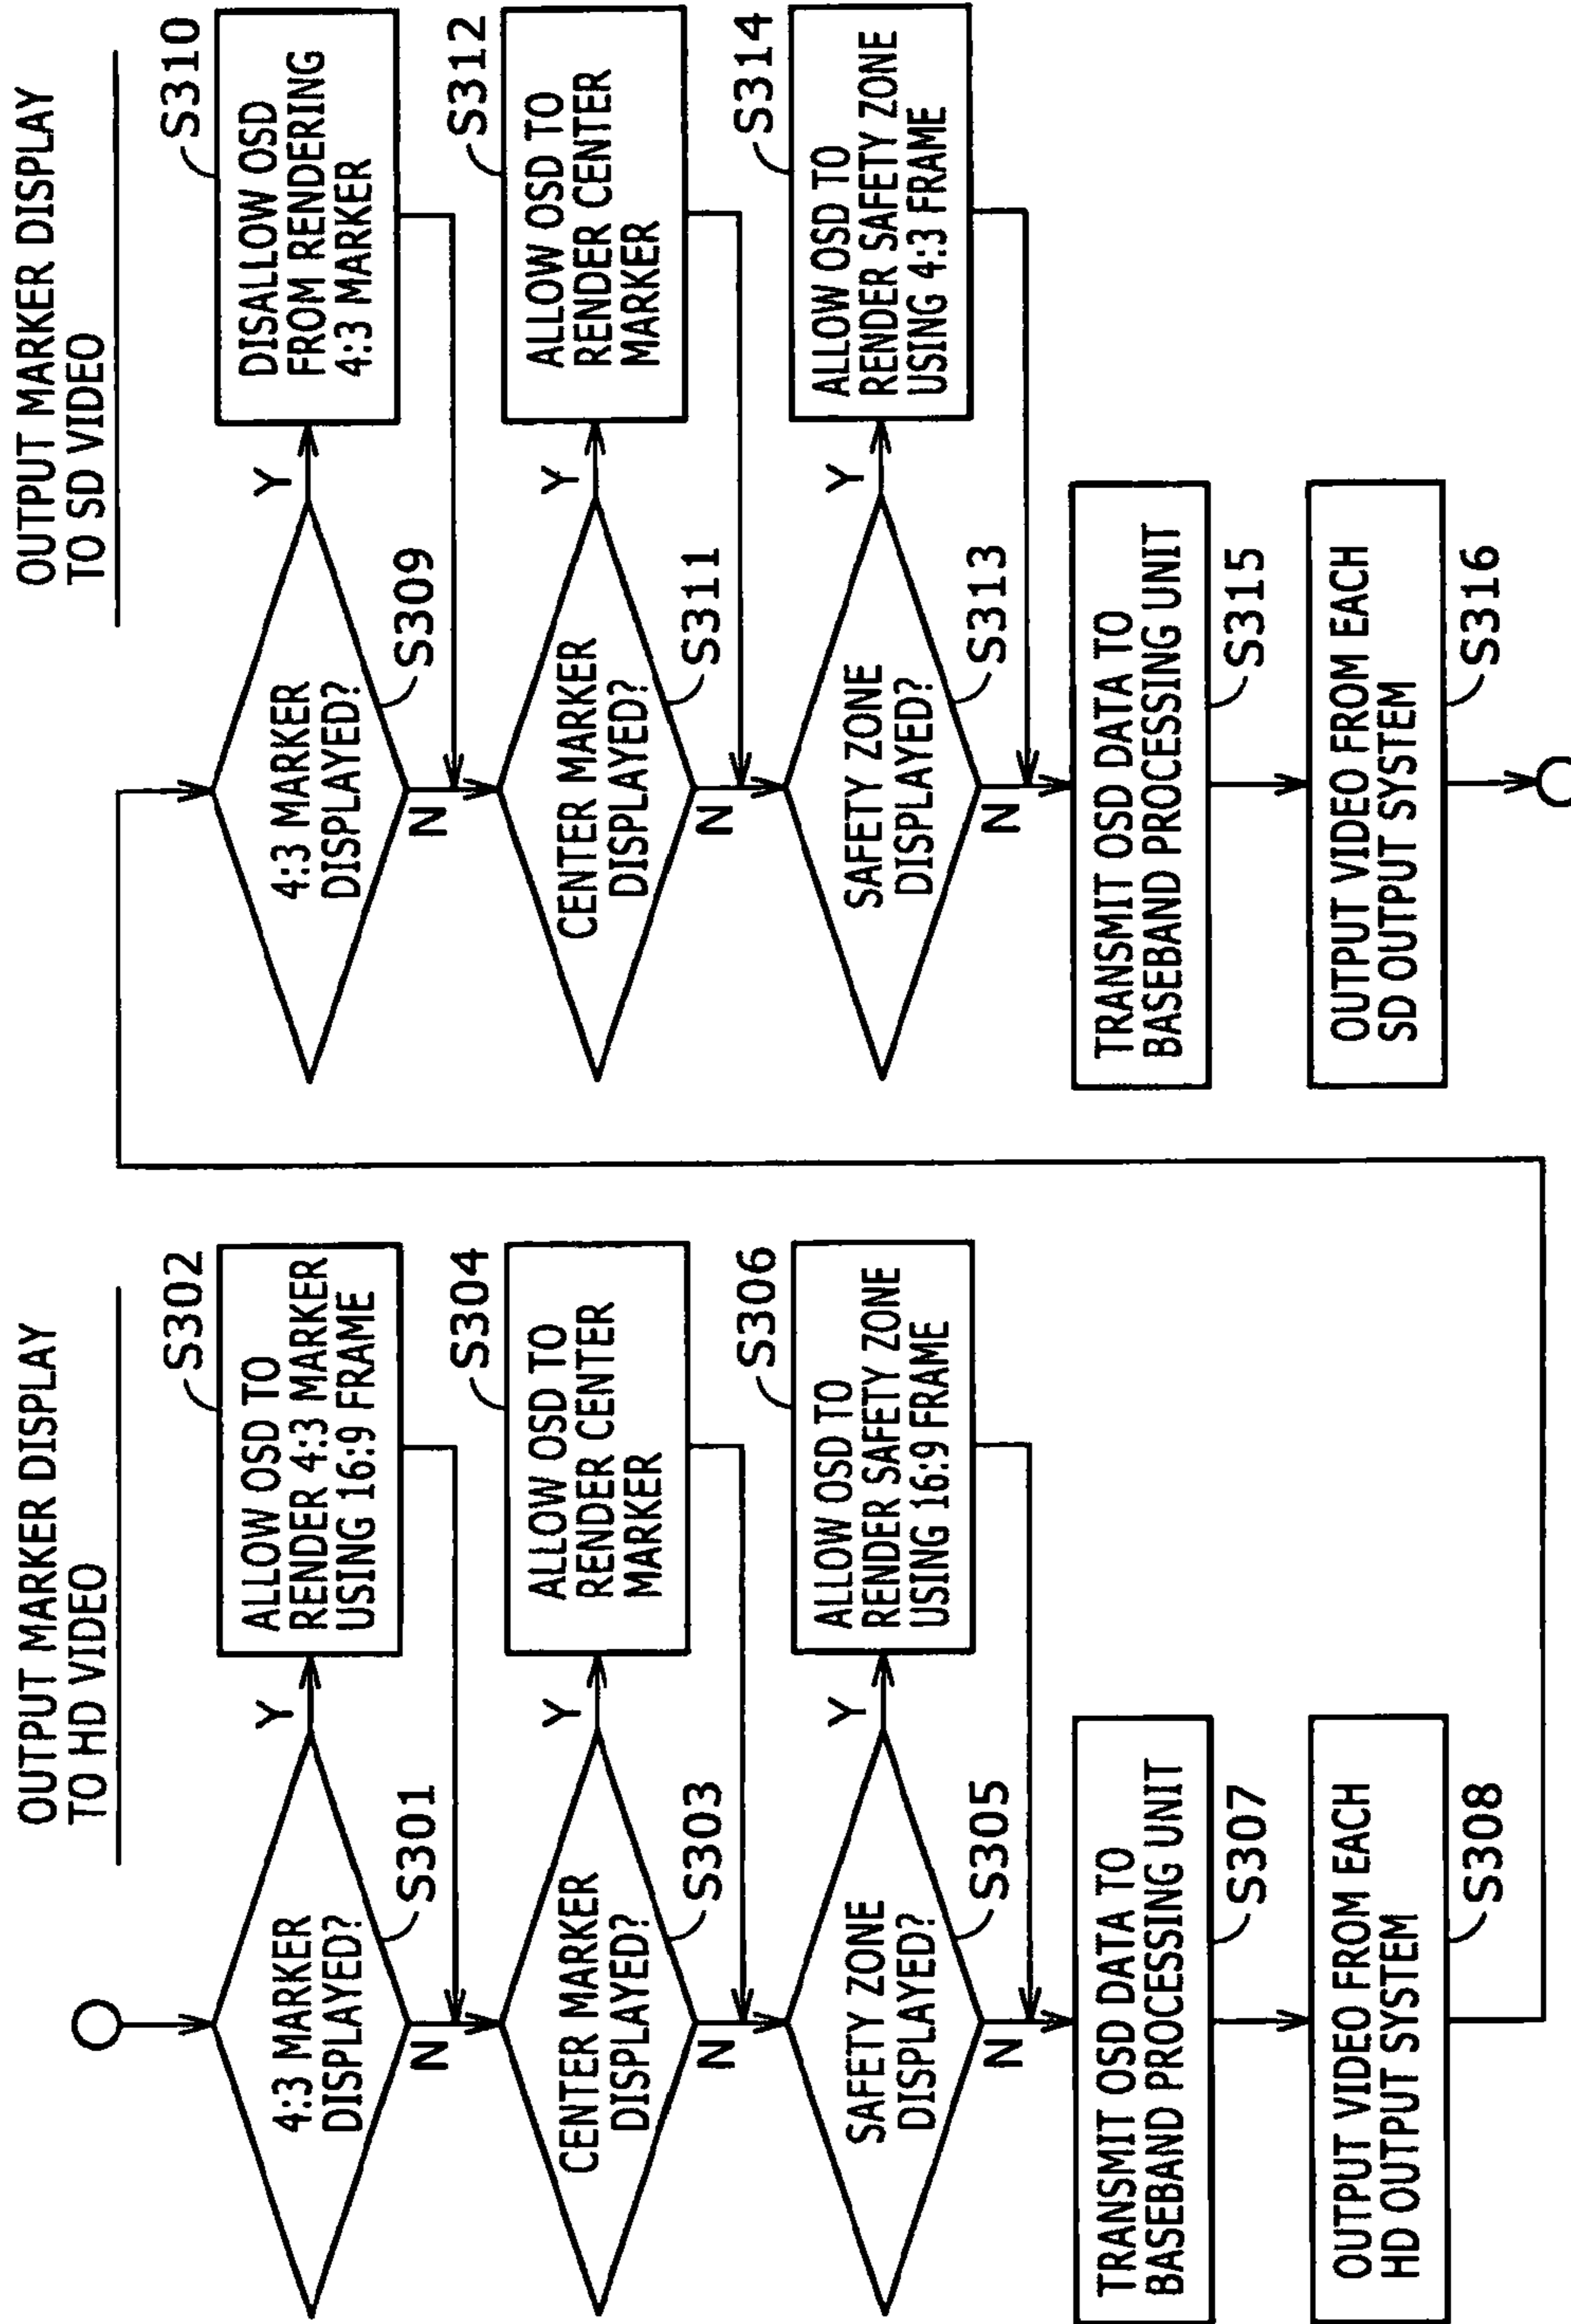 OUTPUT MARKER DISPLAY
TO HD VIDEO
4:3 MARKER
DISPLAYED?
S301
Y
N
ALLOW OSD TO
RENDER 4:3 MARKER
USING 16:9 FRAME
S302
CENTER MARKER
DISPLAYED?
S303
Y
N
ALLOW OSD TO
RENDER CENTER
MARKER
S304
SAFETY ZONE
DISPLAYED?
S305
Y
N
ALLOW OSD TO
RENDER SAFETY ZONE
USING 16:9 FRAME
S306
TRANSMIT OSD DATA TO
BASEBAND PROCESSING UNIT
S307
OUTPUT VIDEO FROM EACH
HD OUTPUT SYSTEM
S308
OUTPUT MARKER DISPLAY
TO SD VIDEO
4:3 MARKER
DISPLAYED?
S309
Y
N
DISALLOW OSD
FROM RENDERING
4:3 MARKER
S310
CENTER MARKER
DISPLAYED?
S311
Y
N
ALLOW OSD TO
RENDER CENTER
MARKER
S312
SAFETY ZONE
DISPLAYED?
S313
Y
N
ALLOW OSD TO
RENDER SAFETY ZONE
USING 4:3 FRAME
S314
TRANSMIT OSD DATA TO
BASEBAND PROCESSING UNIT
S315
OUTPUT VIDEO FROM EACH
SD OUTPUT SYSTEM
S316